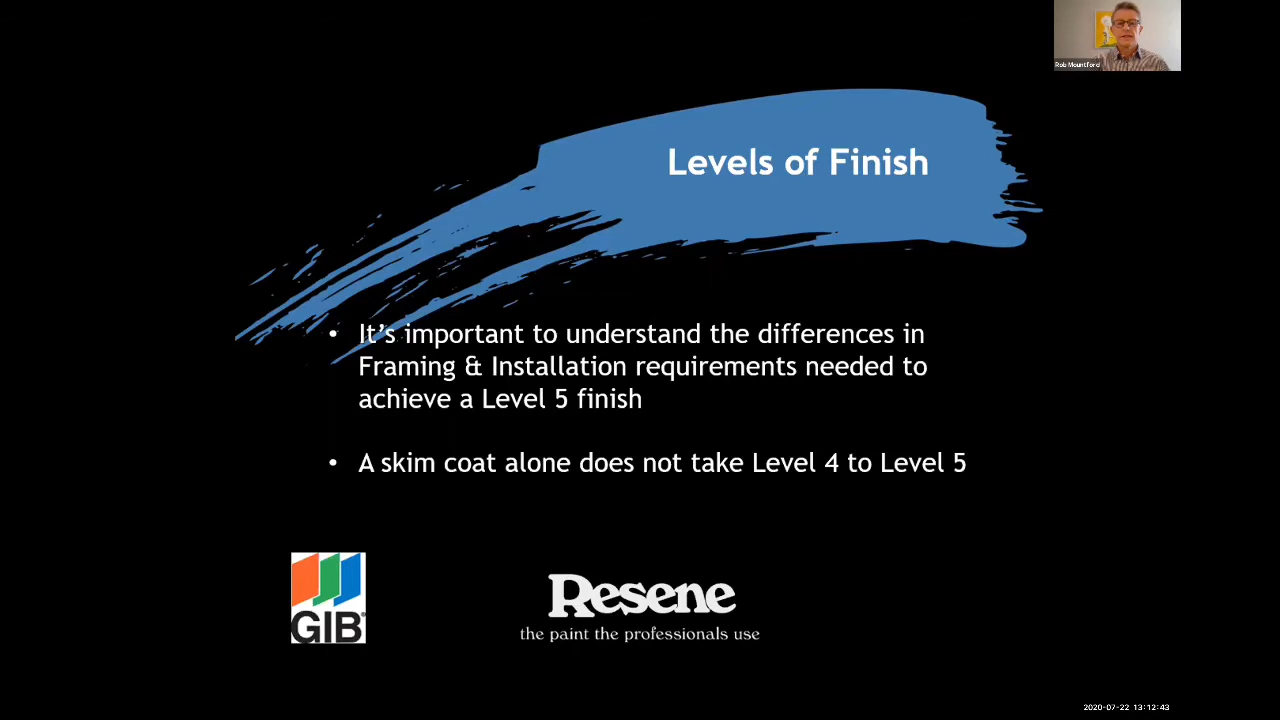 Rob Mountford
Levels of Finish
• It’s important to understand the differences in
Framing & Installation requirements needed to
achieve a Level 5 finish
• A skim coat alone does not take Level 4 to Level 5
GIB®
Resene
the paint the professionals use
2020-07-22 13:12:43